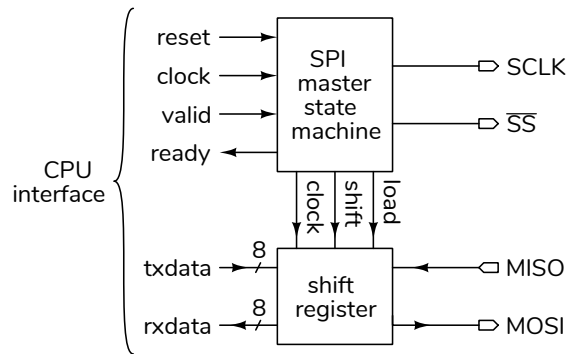 reset
clock
valid
ready
CPU
interface
SPI
master
state
machine
SCLK
SS
clock
shift
load
txdata
8
rxdata
8
shift
register
MISO
MOSI